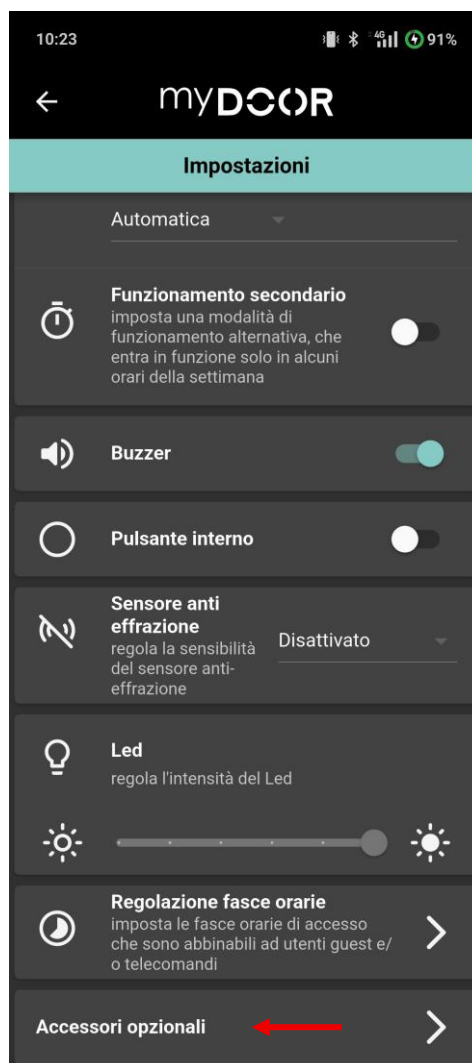 10:23
4G 91%
myDOOR
Impostazioni
Automatica
Funzionamento secondario
imposta una modalità di
funzionamento alternativa, che
entra in funzione solo in alcuni
orari della settimana
Buzzer
Pulsante interno
Sensore anti
effrazione
regola la sensibilità
del sensore anti-
effrazione
Disattivato
Led
regola l'intensità del Led
Regolazione fasce orarie
imposta le fasce orarie di accesso
che sono abbinabili ad utenti guest e/
o telecomandi
Accessori opzionali